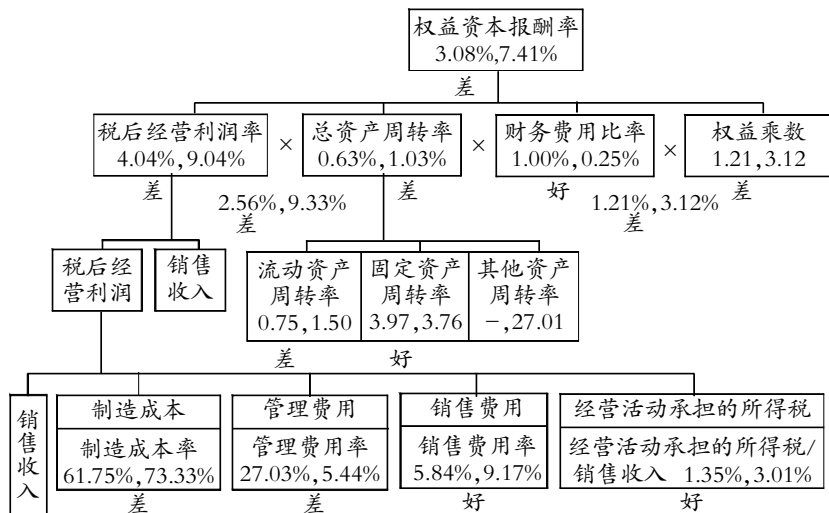 权益资本报酬率
3.08%,7.41%
差
税后经营利润率
4.04%,9.04%
×
总资产周转率
0.63%,1.03%
×
财务费用比率
1.00%,0.25%
×
权益乘数
1.21,3.12
差
2.56%,9.33%
差
差
好
1.21%,3.12%
差
差
税后经
营利润
销售
收入
流动资产
周转率
0.75,1.50
固定资产
周转率
3.97,3.76
其他资产
周转率
-,27.01
差
好
销售收入
制造成本
制造成本率
61.75%,73.33%
差
管理费用
管理费用率
27.03%,5.44%
差
销售费用
销售费用率
5.84%,9.17%
好
经营活动承担的所得税
经营活动承担的所得税/
销售收入 1.35%,3.01%
好